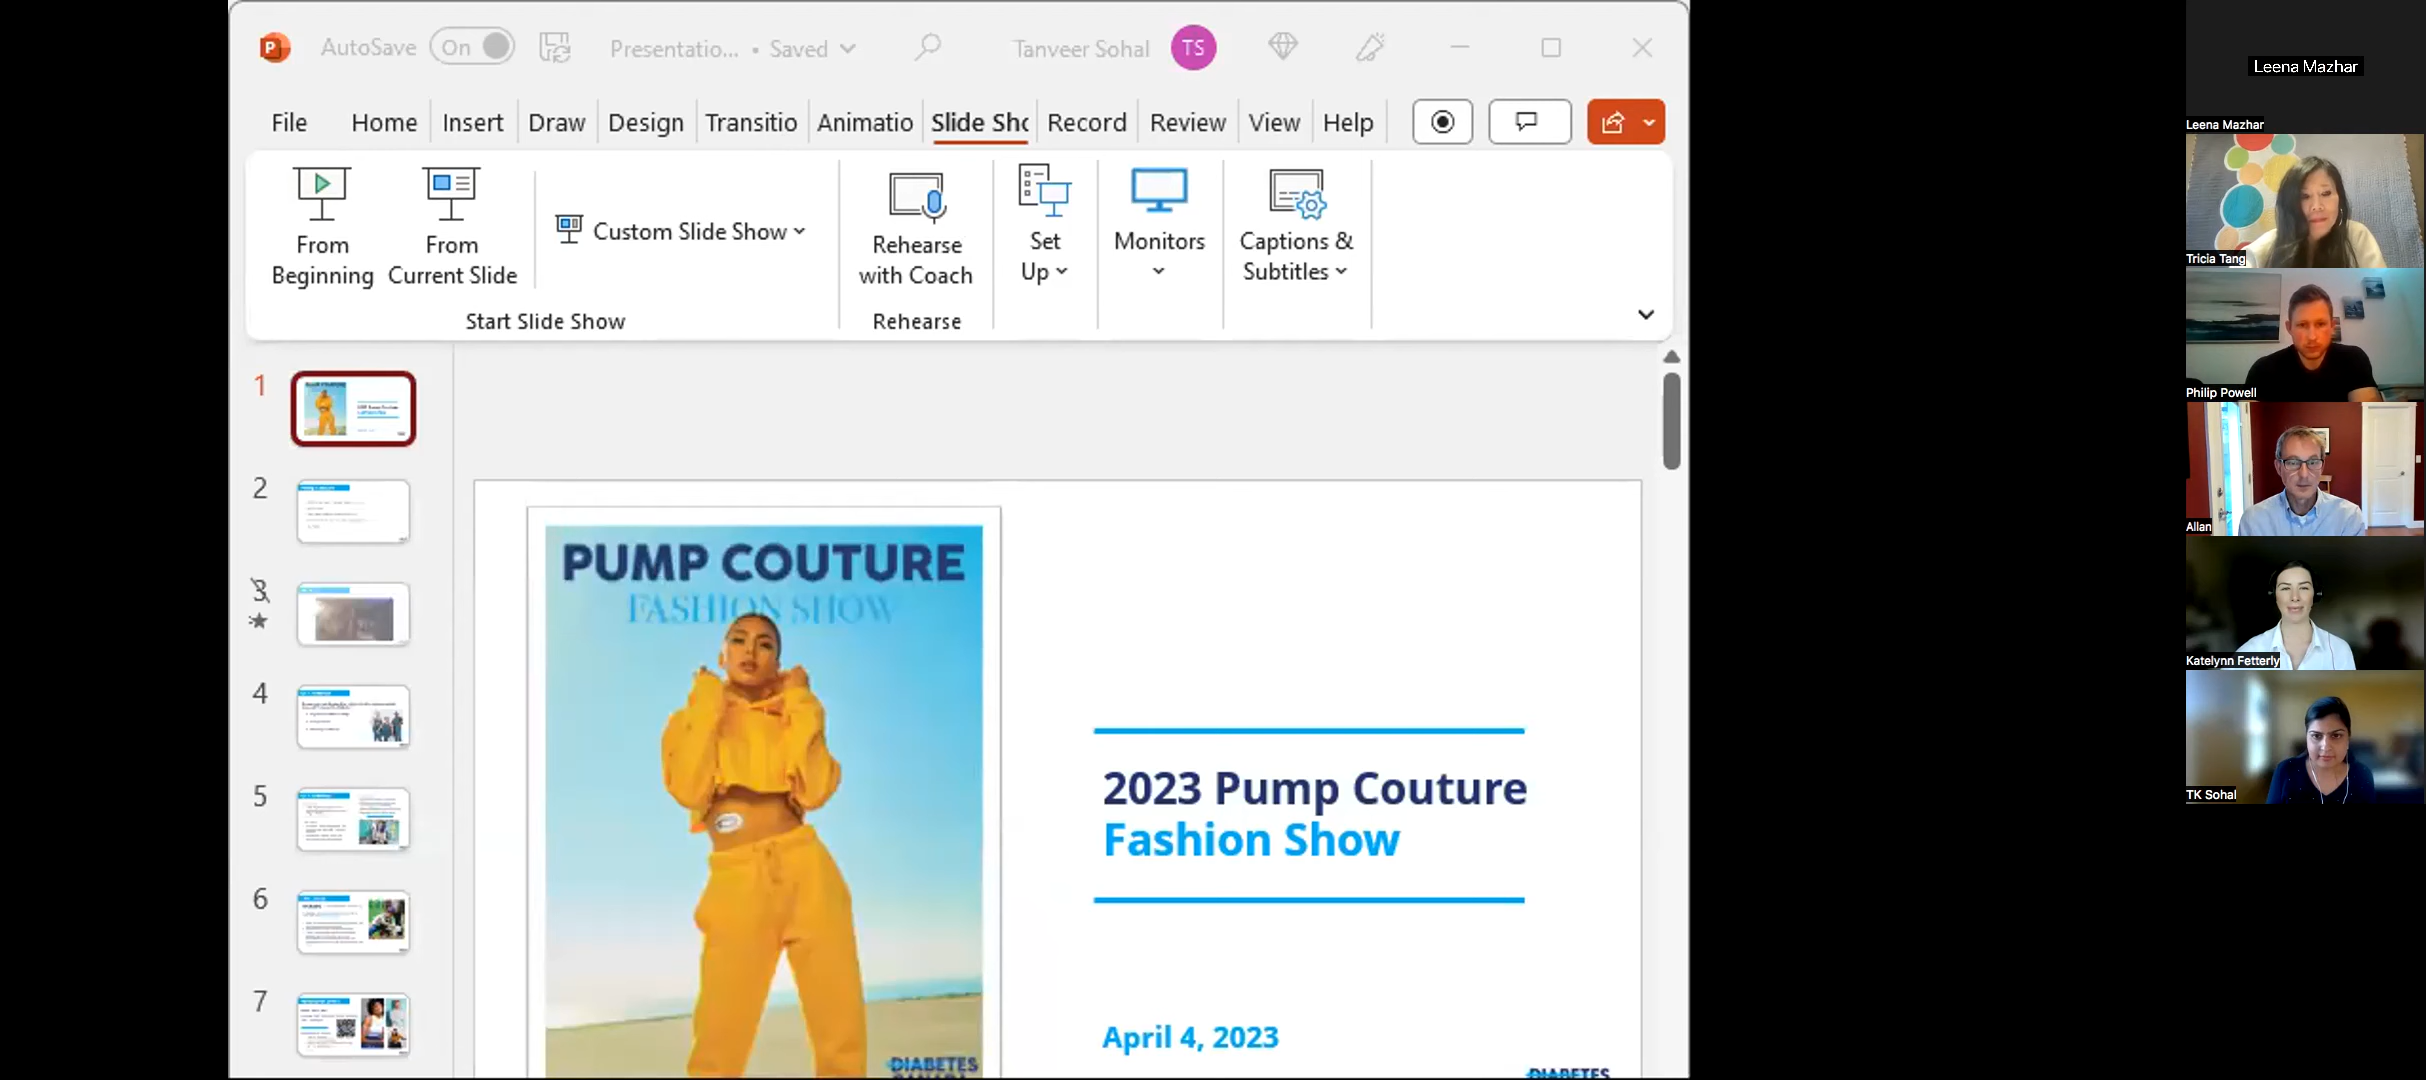 AutoSave On Presentatio... • Saved Tanveer Sohal TS
File Home Insert Draw Design Transitio Animatio Slide Sho Record Review View Help
From Beginning
From Current Slide
Custom Slide Show
Start Slide Show
Rehearse with Coach
Rehearse
Set Up
Monitors
Captions & Subtitles
1
2
3
4
5
6
7
PUMP COUTURE
FASHION SHOW
DIABETES
2023 Pump Couture
Fashion Show
April 4, 2023
DIABETES
Leena Mazhar
Leena Mazhar
Tricia Tang
Philip Powell
Allan
Katelynn Fetterly
TK Sohal